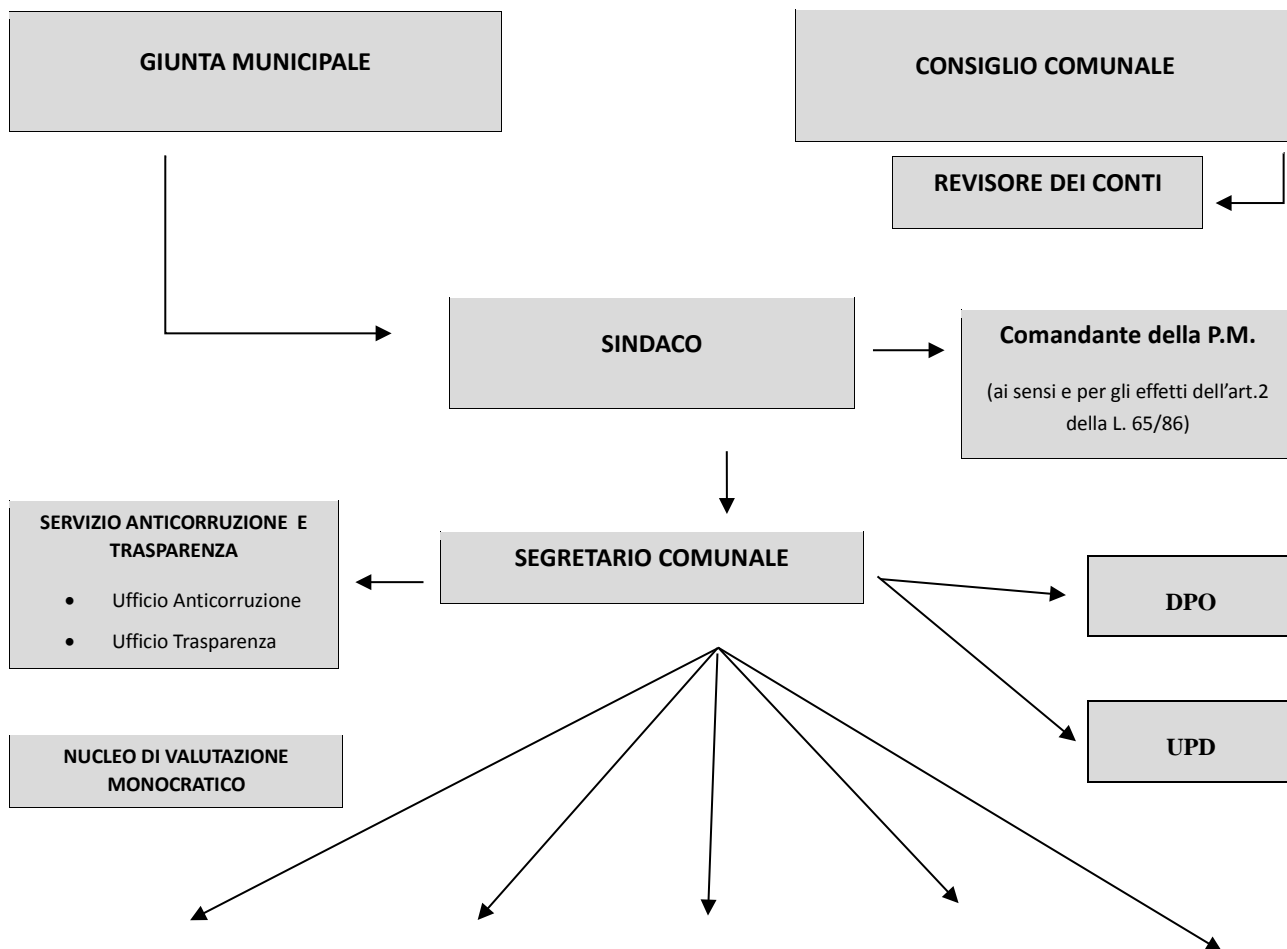 GIUNTA MUNICIPALE
CONSIGLIO COMUNALE
REVISORE DEI CONTI
SINDACO
Comandante della P.M.
(ai sensi e per gli effetti dell’art.2
della L. 65/86)
SERVIZIO ANTICORRUZIONE E
TRASPARENZA
• Ufficio Anticorruzione
• Ufficio Trasparenza
SEGRETARIO COMUNALE
DPO
UPD
NUCLEO DI VALUTAZIONE
MONOCRATICO